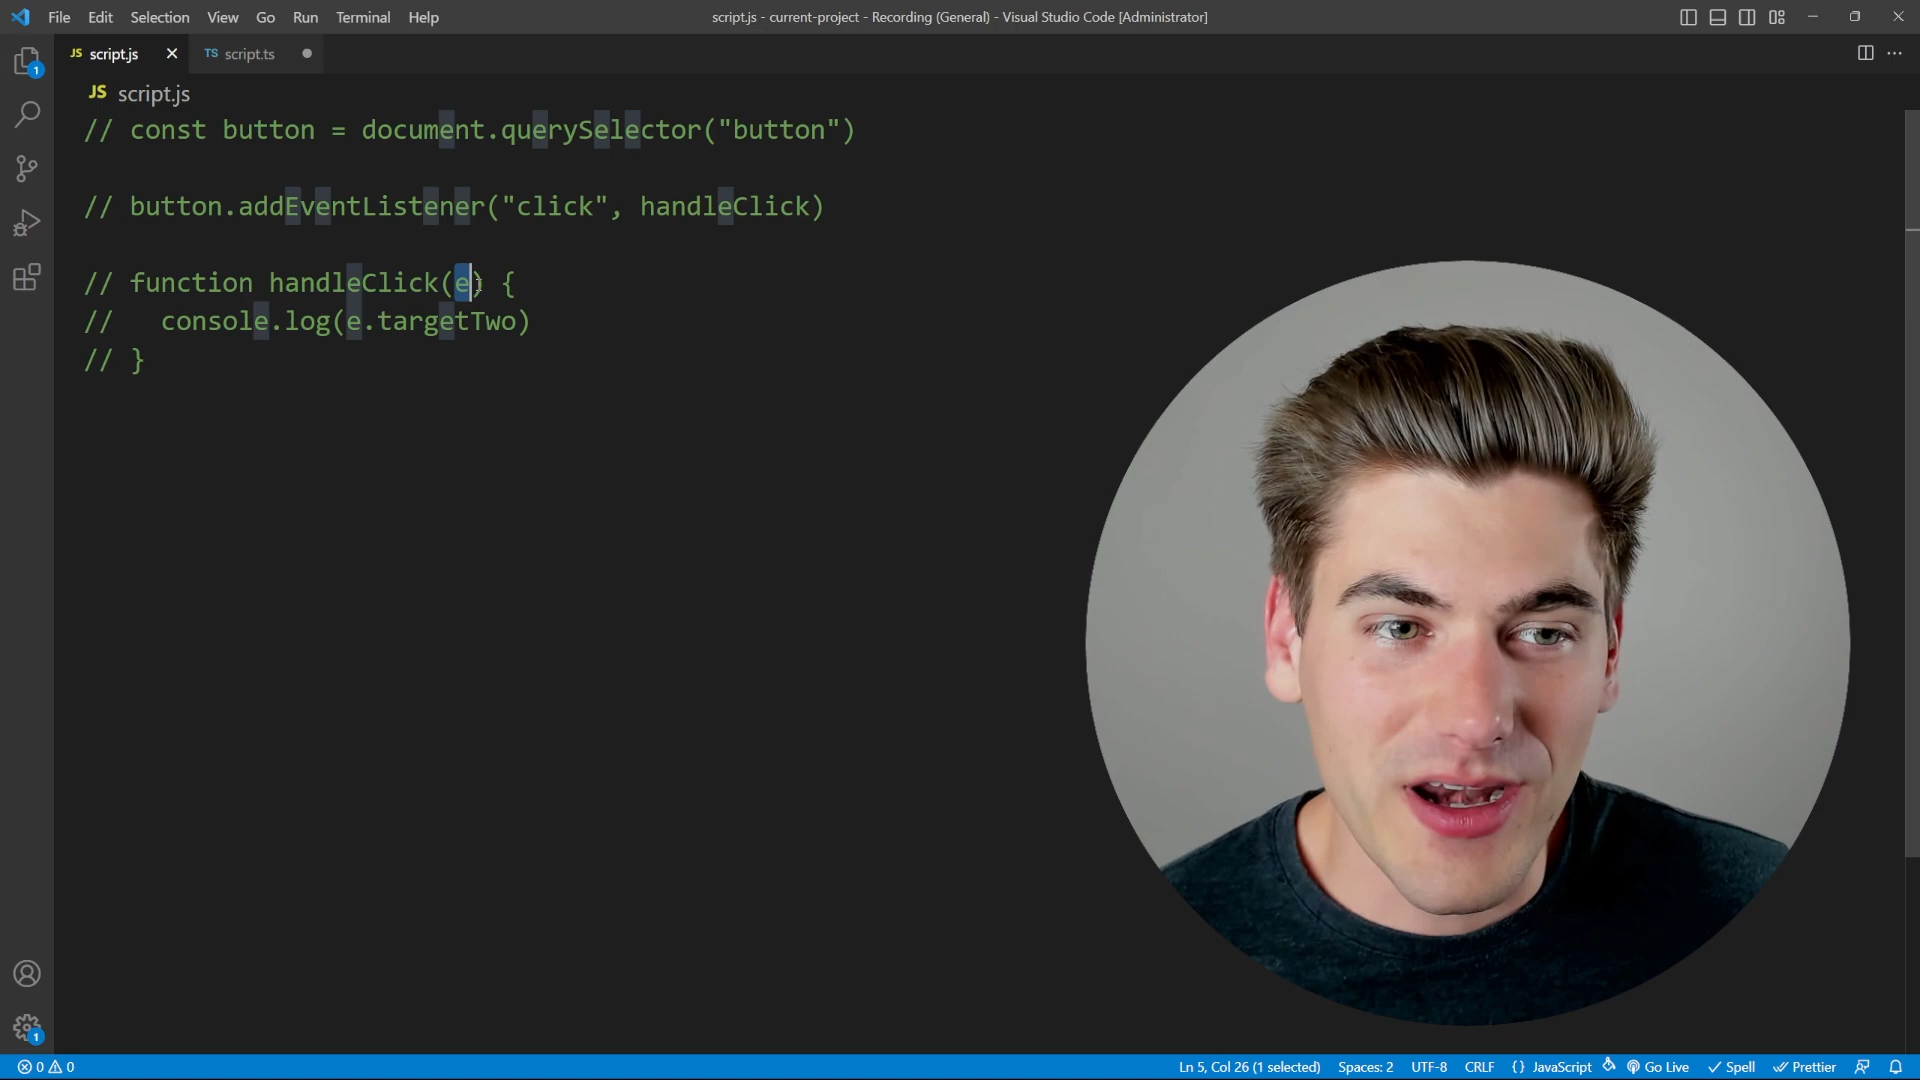 File Edit Selection View Go Run Terminal Help
script.js - current-project - Recording (General) - Visual Studio Code [Administrator]
JS script.js
TS script.ts
JS script.js
// const button = document.querySelector("button")
// button.addEventListener("click", handleClick)
// function handleClick(e) {
//   console.log(e.targetTwo)
// }
1
1
0 0
Ln 5, Col 26 (1 selected) Spaces: 2 UTF-8 CRLF {} JavaScript Go Live Spell Prettier